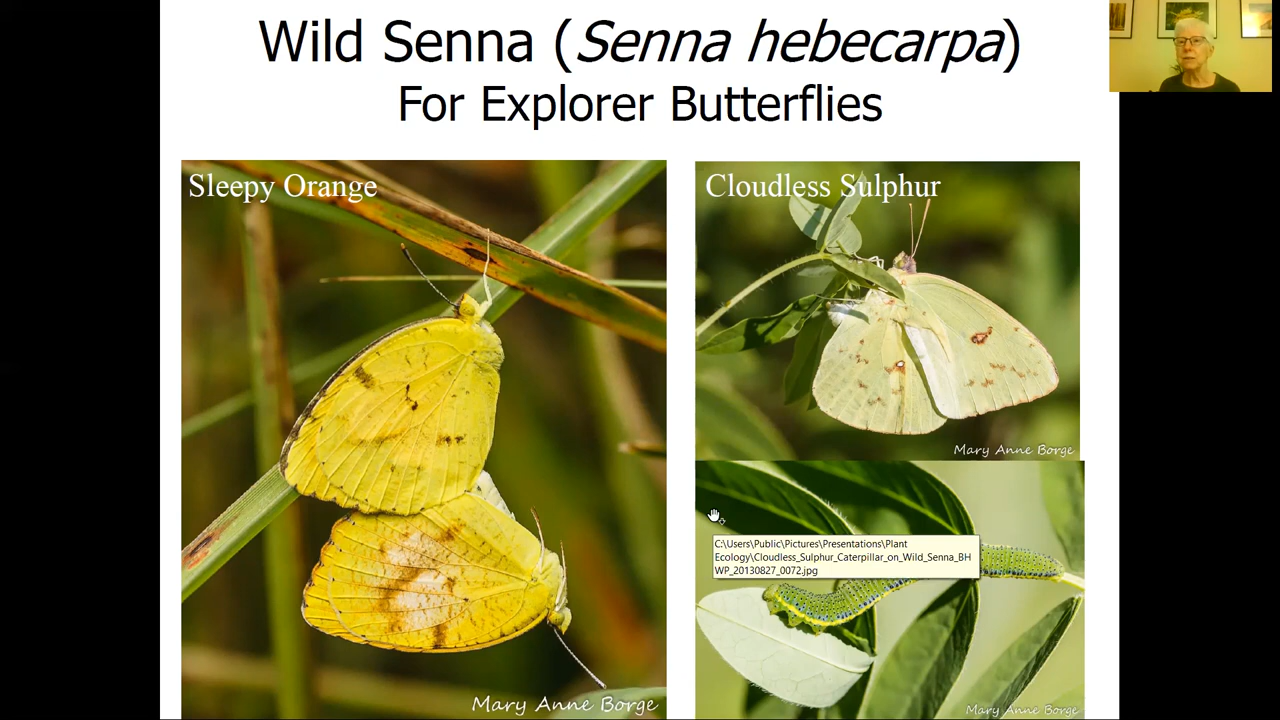 Wild Senna (Senna hebecarpa)
For Explorer Butterflies
Sleepy Orange
Cloudless Sulphur
Mary Anne Borge
C:\Users\Public\Pictures\Presentations\Plant
Ecology\Cloudless_Sulphur_Caterpillar_on_Wild_Senna_BH
WP_20130827_0072.jpg
Mary Anne Borge
Mary Anne Borge